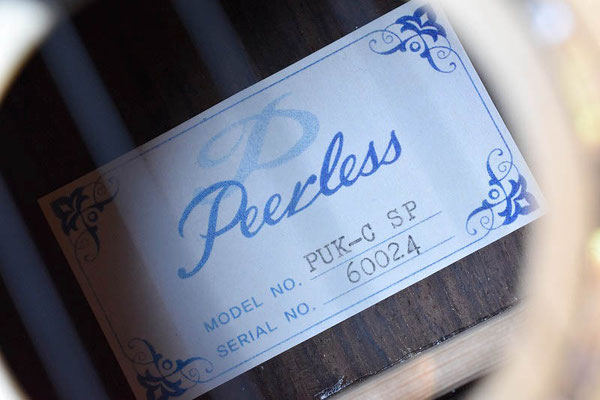 P
Peerless
MODEL NO. PUK-C SP
SERIAL NO. 60024